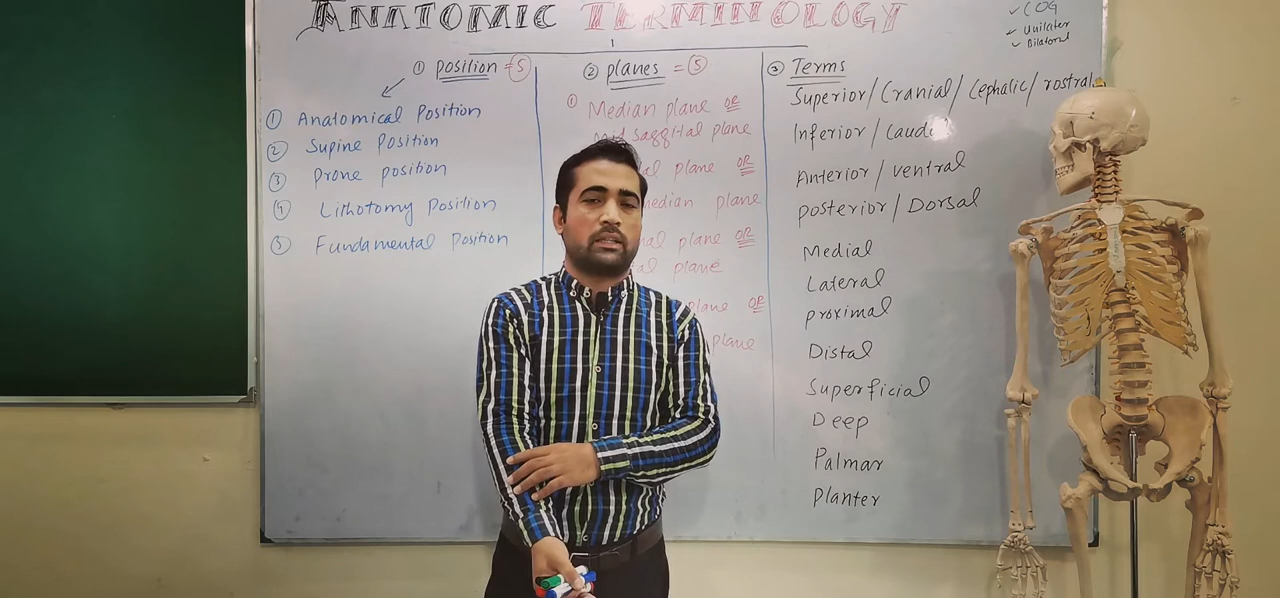 ANATOMIC TERMINOLOGY
✓ COG
✓ Unilater
✓ Bilateral
① position = 5
① Anatomical Position
② Supine Position
③ Prone position
④ Lithotomy Position
⑤ Fundamental Position
② planes = 5
① Median plane OR
plane
plane OR
median plane
plane OR
plane
plane OR
plane
③ Terms
Superior / Cranial / Cephalic / rostral
Inferior /
Anterior / ventral
posterior / Dorsal
Medial
Lateral
proximal
Distal
Superficial
Deep
Palmar
Planter